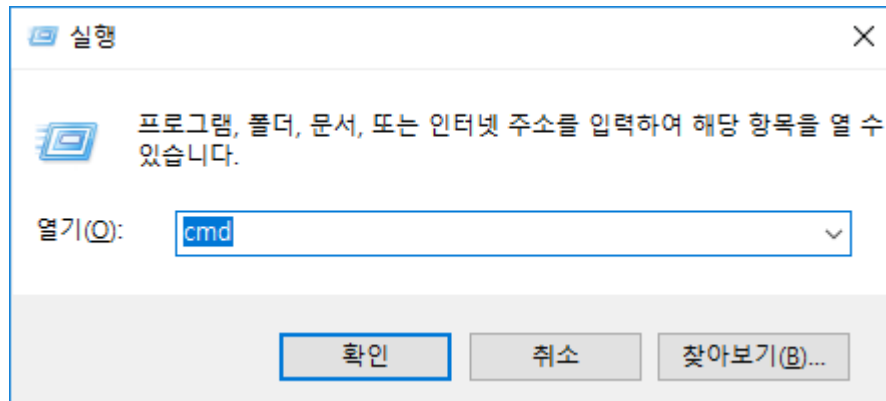 실행
프로그램, 폴더, 문서, 또는 인터넷 주소를 입력하여 해당 항목을 열 수
있습니다.
열기(O): cmd
확인 취소 찾아보기(B)...